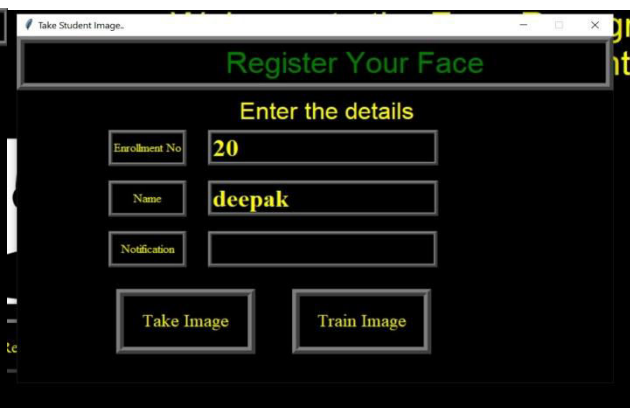 Take Student Image..
Register Your Face
Enter the details
Enrollment No 20
Name deepak
Notification
Take Image Train Image